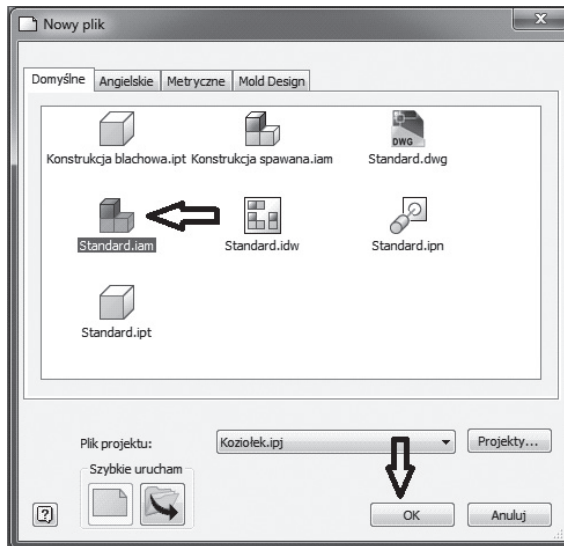 Nowy plik
x
Domyślne Angielskie Metryczne Mold Design
DWG
Konstrukcja blachowa.ipt Konstrukcja spawana.iam Standard.dwg
Standard.iam Standard.idw Standard.ipn
Standard.ipt
Plik projektu: Koziołek.ipj Projekty...
Szybkie urucham
? OK Anuluj